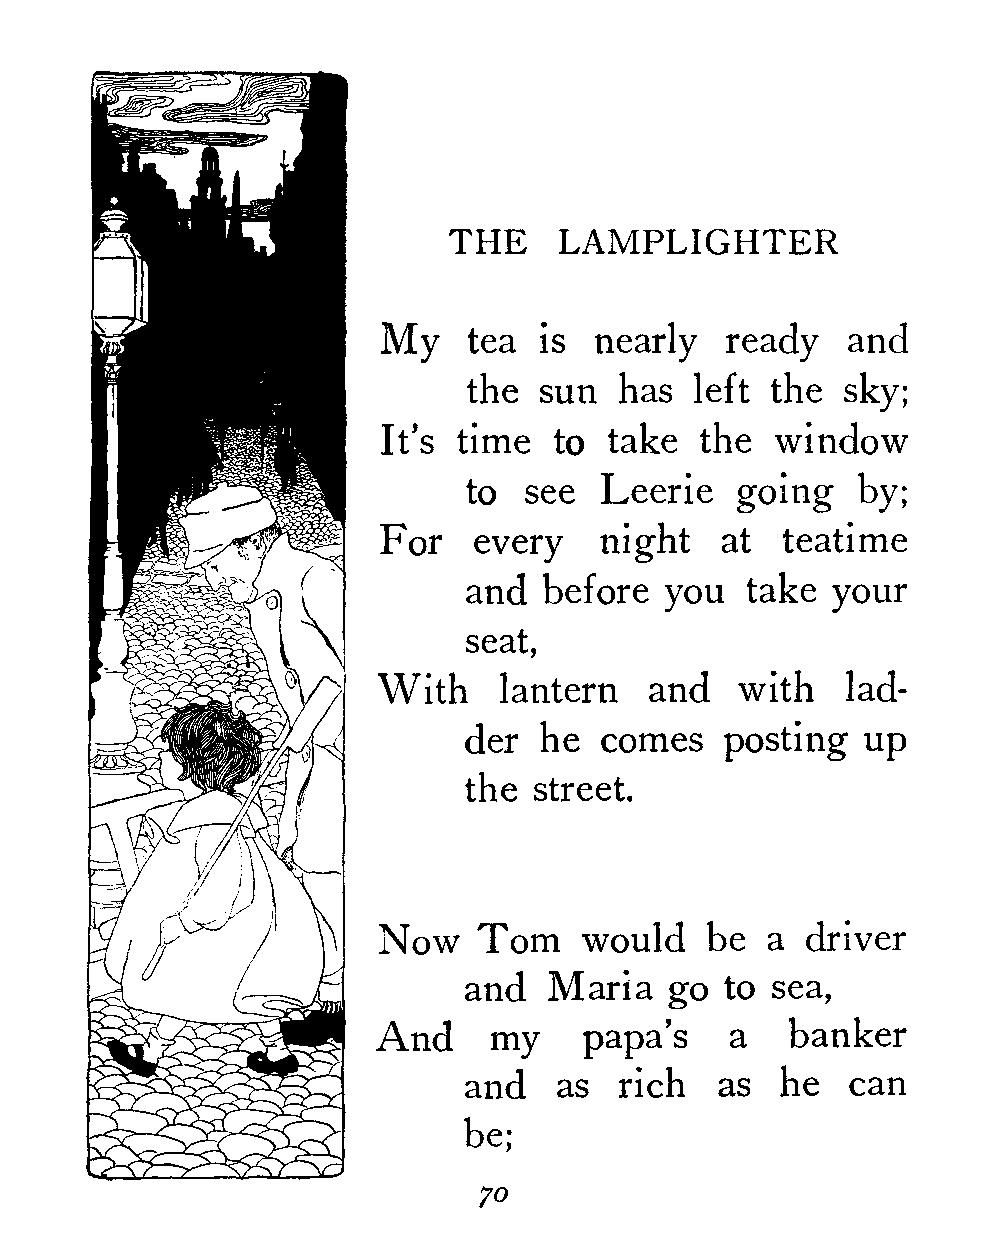 THE LAMPLIGHTER
My tea is nearly ready and
the sun has left the sky;
It's time to take the window
to see Leerie going by;
For every night at teatime
and before you take your
seat,
With lantern and with lad-
der he comes posting up
the street.
Now Tom would be a driver
and Maria go to sea,
And my papa's a banker
and as rich as he can
be;
70